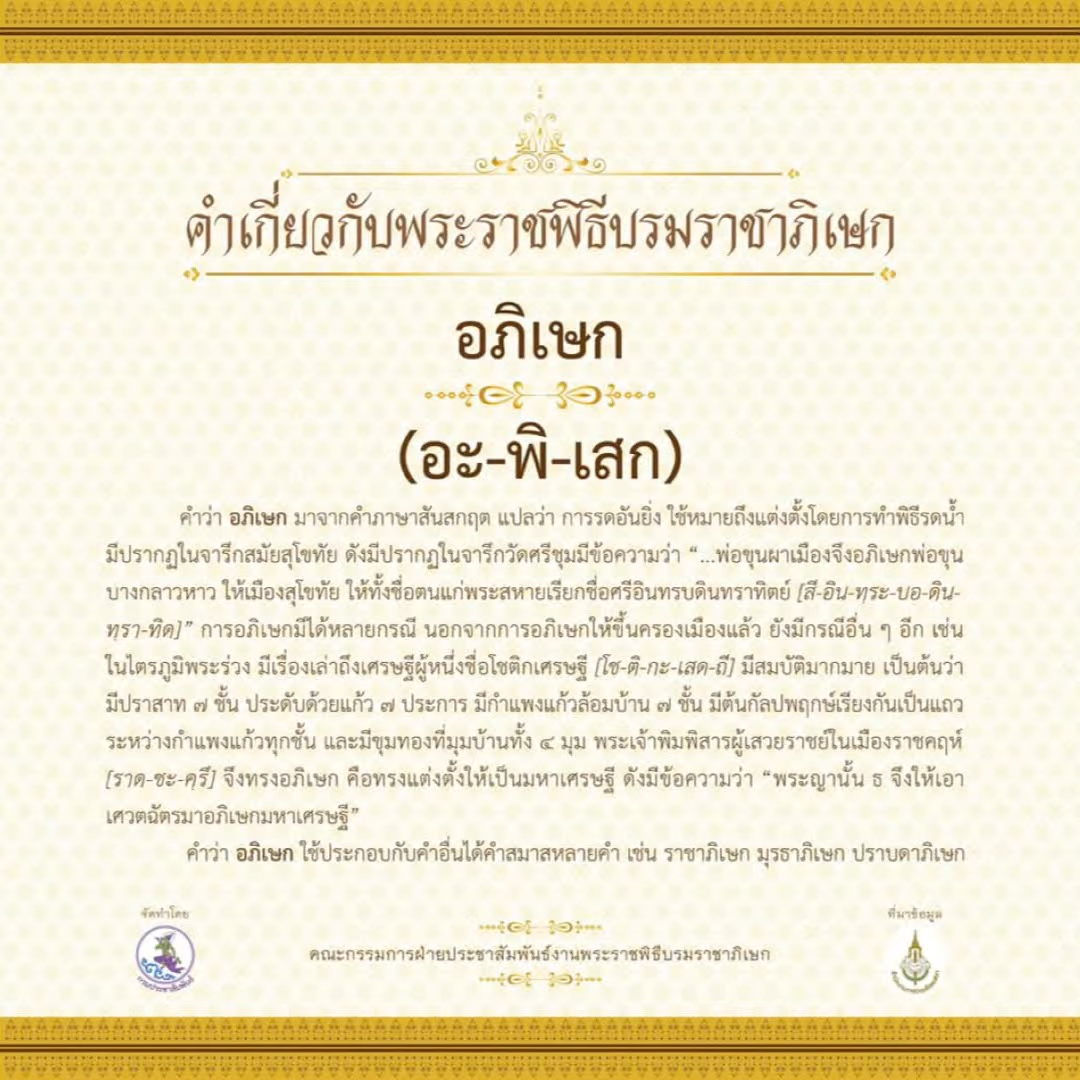 คำเกี่ยวกับพระราชพิธีบรมราชาภิเษก
อภิเษก
(อะ-พิ-เสก)
คำว่า อภิเษก มาจากคำภาษาสันสกฤต แปลว่า การรดอันยิ่ง ใช้หมายถึงแต่งตั้งโดยการทำพิธีรดน้ำ
มีปรากฏในจารึกสมัยสุโขทัย ดังมีปรากฏในจารึกวัดศรีชุมมีข้อความว่า “...พ่อขุนผาเมืองจึงอภิเษกพ่อขุน
บางกลาวหาว ให้เมืองสุโขทัย ให้ทั้งชื่อตนแก่พระสหายเรียกชื่อศรีอินทรบดินทราทิตย์ [สี-อิน-ทฺระ-บอ-ดิน-
ทฺรา-ทิด]” การอภิเษกมีได้หลายกรณี นอกจากการอภิเษกให้ขึ้นครองเมืองแล้ว ยังมีกรณีอื่น ๆ อีก เช่น
ในไตรภูมิพระร่วง มีเรื่องเล่าถึงเศรษฐีผู้หนึ่งชื่อโชติกเศรษฐี [โช-ติ-กะ-เสด-ถี] มีสมบัติมากมาย เป็นต้นว่า
มีปราสาท ๗ ชั้น ประดับด้วยแก้ว ๗ ประการ มีกำแพงแก้วล้อมบ้าน ๗ ชั้น มีต้นกัลปพฤกษ์เรียงกันเป็นแถว
ระหว่างกำแพงแก้วทุกชั้น และมีขุมทองที่มุมบ้านทั้ง ๔ มุม พระเจ้าพิมพิสารผู้เสวยราชย์ในเมืองราชคฤห์
[ราด-ชะ-คฺรึ] จึงทรงอภิเษก คือทรงแต่งตั้งให้เป็นมหาเศรษฐี ดังมีข้อความว่า “พระญานั้น ธ จึงให้เอา
เศวตฉัตรมาอภิเษกมหาเศรษฐี”
คำว่า อภิเษก ใช้ประกอบกับคำอื่นได้คำสมาสหลายคำ เช่น ราชาภิเษก มุรธาภิเษก ปราบดาภิเษก
จัดทำโดย
กรมประชาสัมพันธ์
คณะกรรมการฝ่ายประชาสัมพันธ์งานพระราชพิธีบรมราชาภิเษก
ที่มาข้อมูล